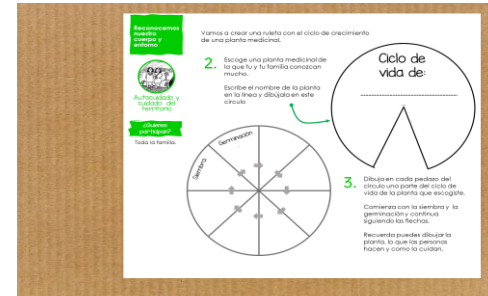 Reconocemos
nuestro
cuerpo y
entorno
Autocuidado y
cuidado del
territorio
¿Quienes
participan?
Toda la familia.
Vamos a crear una ruleta con el ciclo de crecimiento
de una planta medicinal.
2.
Escoge una planta medicinal de
la que tu y tu familia conozcan
mucho.
Escribe el nombre de la planta
en la línea y dibújala en este
círculo
Ciclo de
vida de:
Siembra
Germinación
3.
Dibuja en cada pedazo del
círculo una parte del ciclo de
vida de la planta que escogiste.
Comienza con la siembra y la
germinación y continua
siguiendo las flechas.
Recuerda puedes dibujar la
planta, lo que las personas
hacen y como la cuidan.